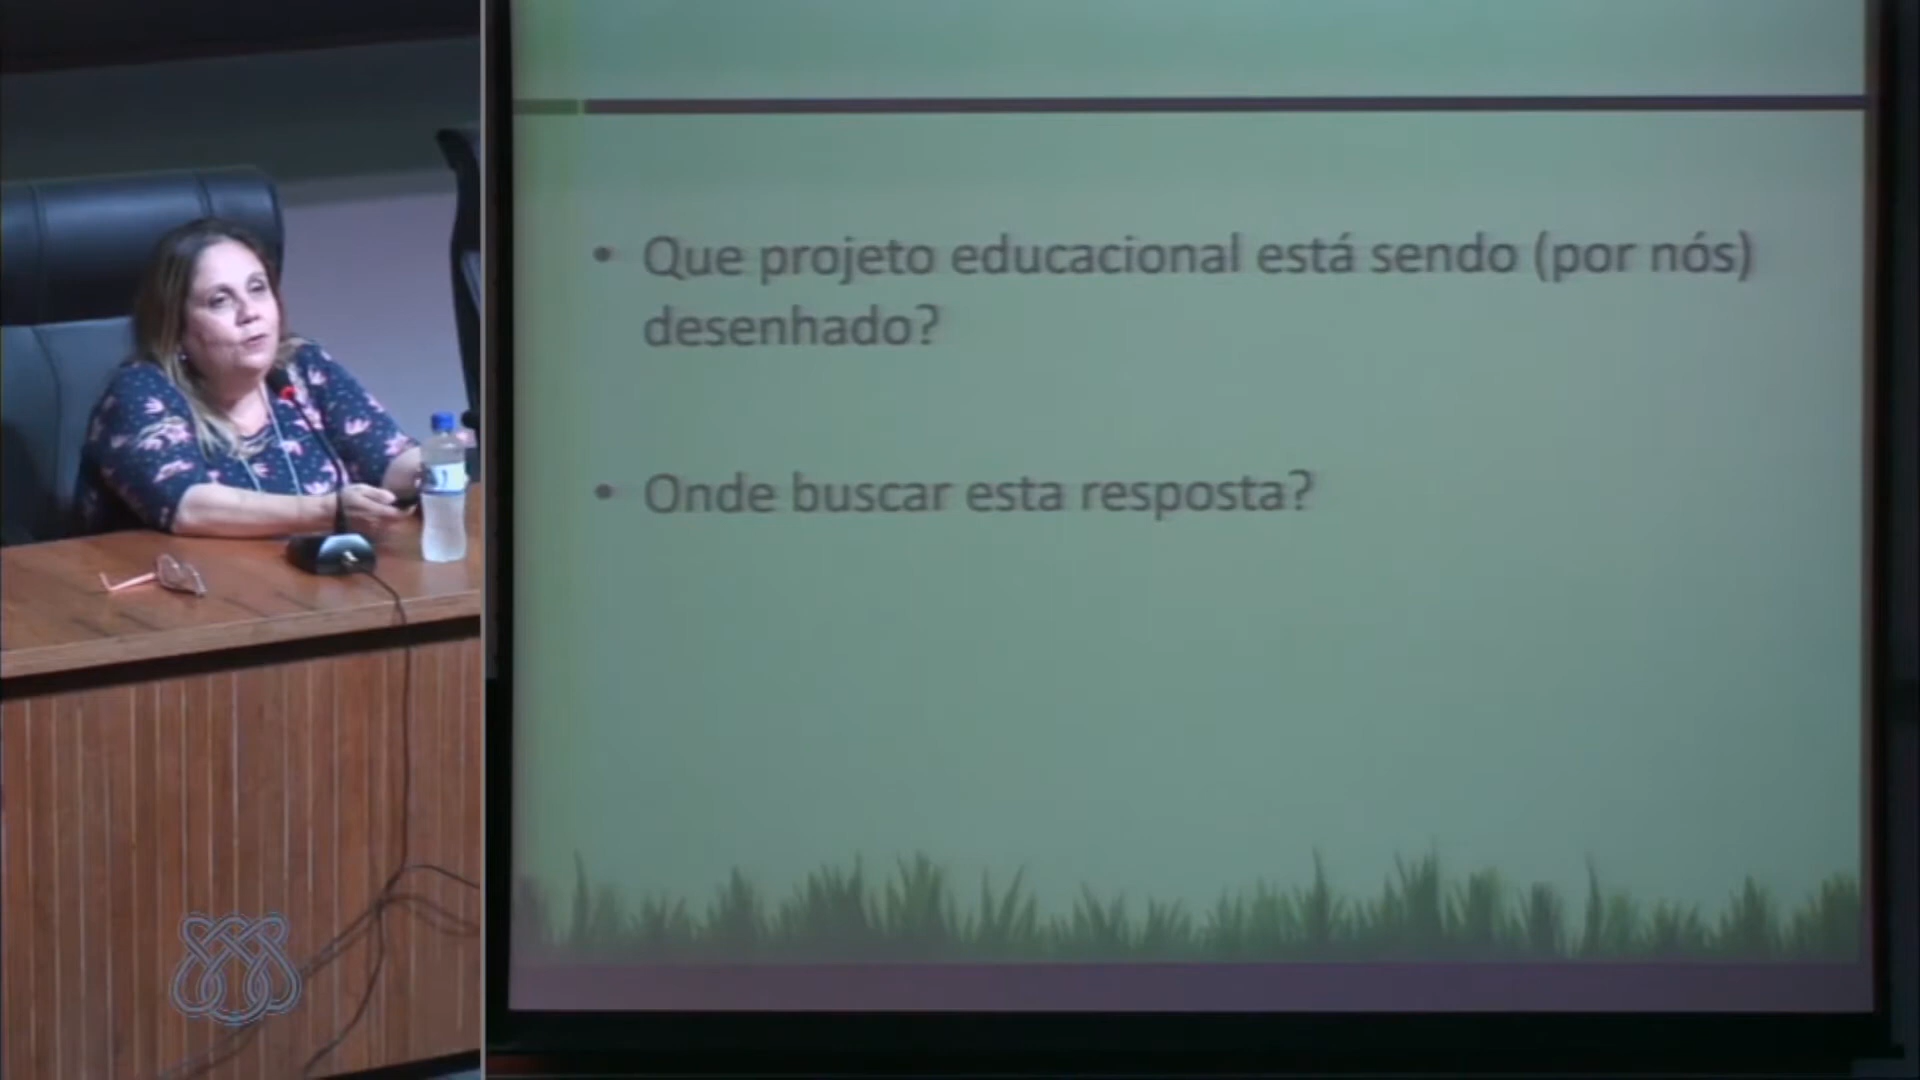 • Que projeto educacional está sendo (por nós)
desenhado?
• Onde buscar esta resposta?